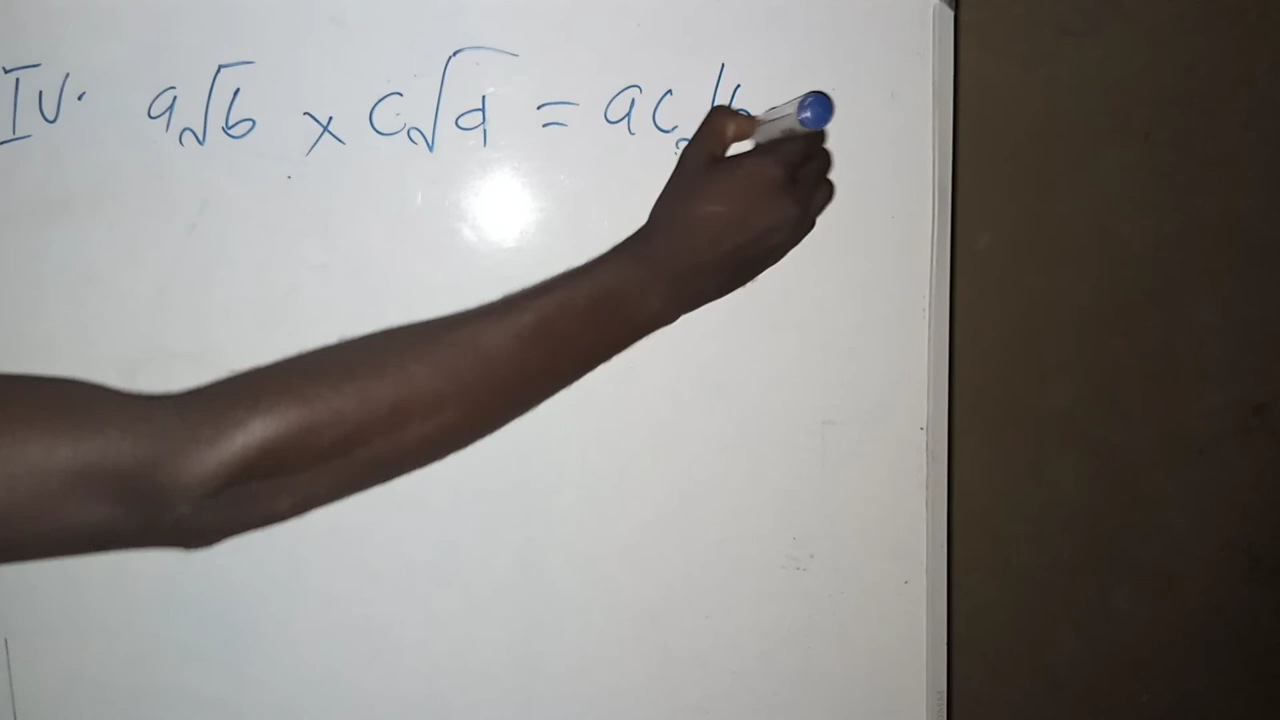 IV. a√b × c√d = ac√b